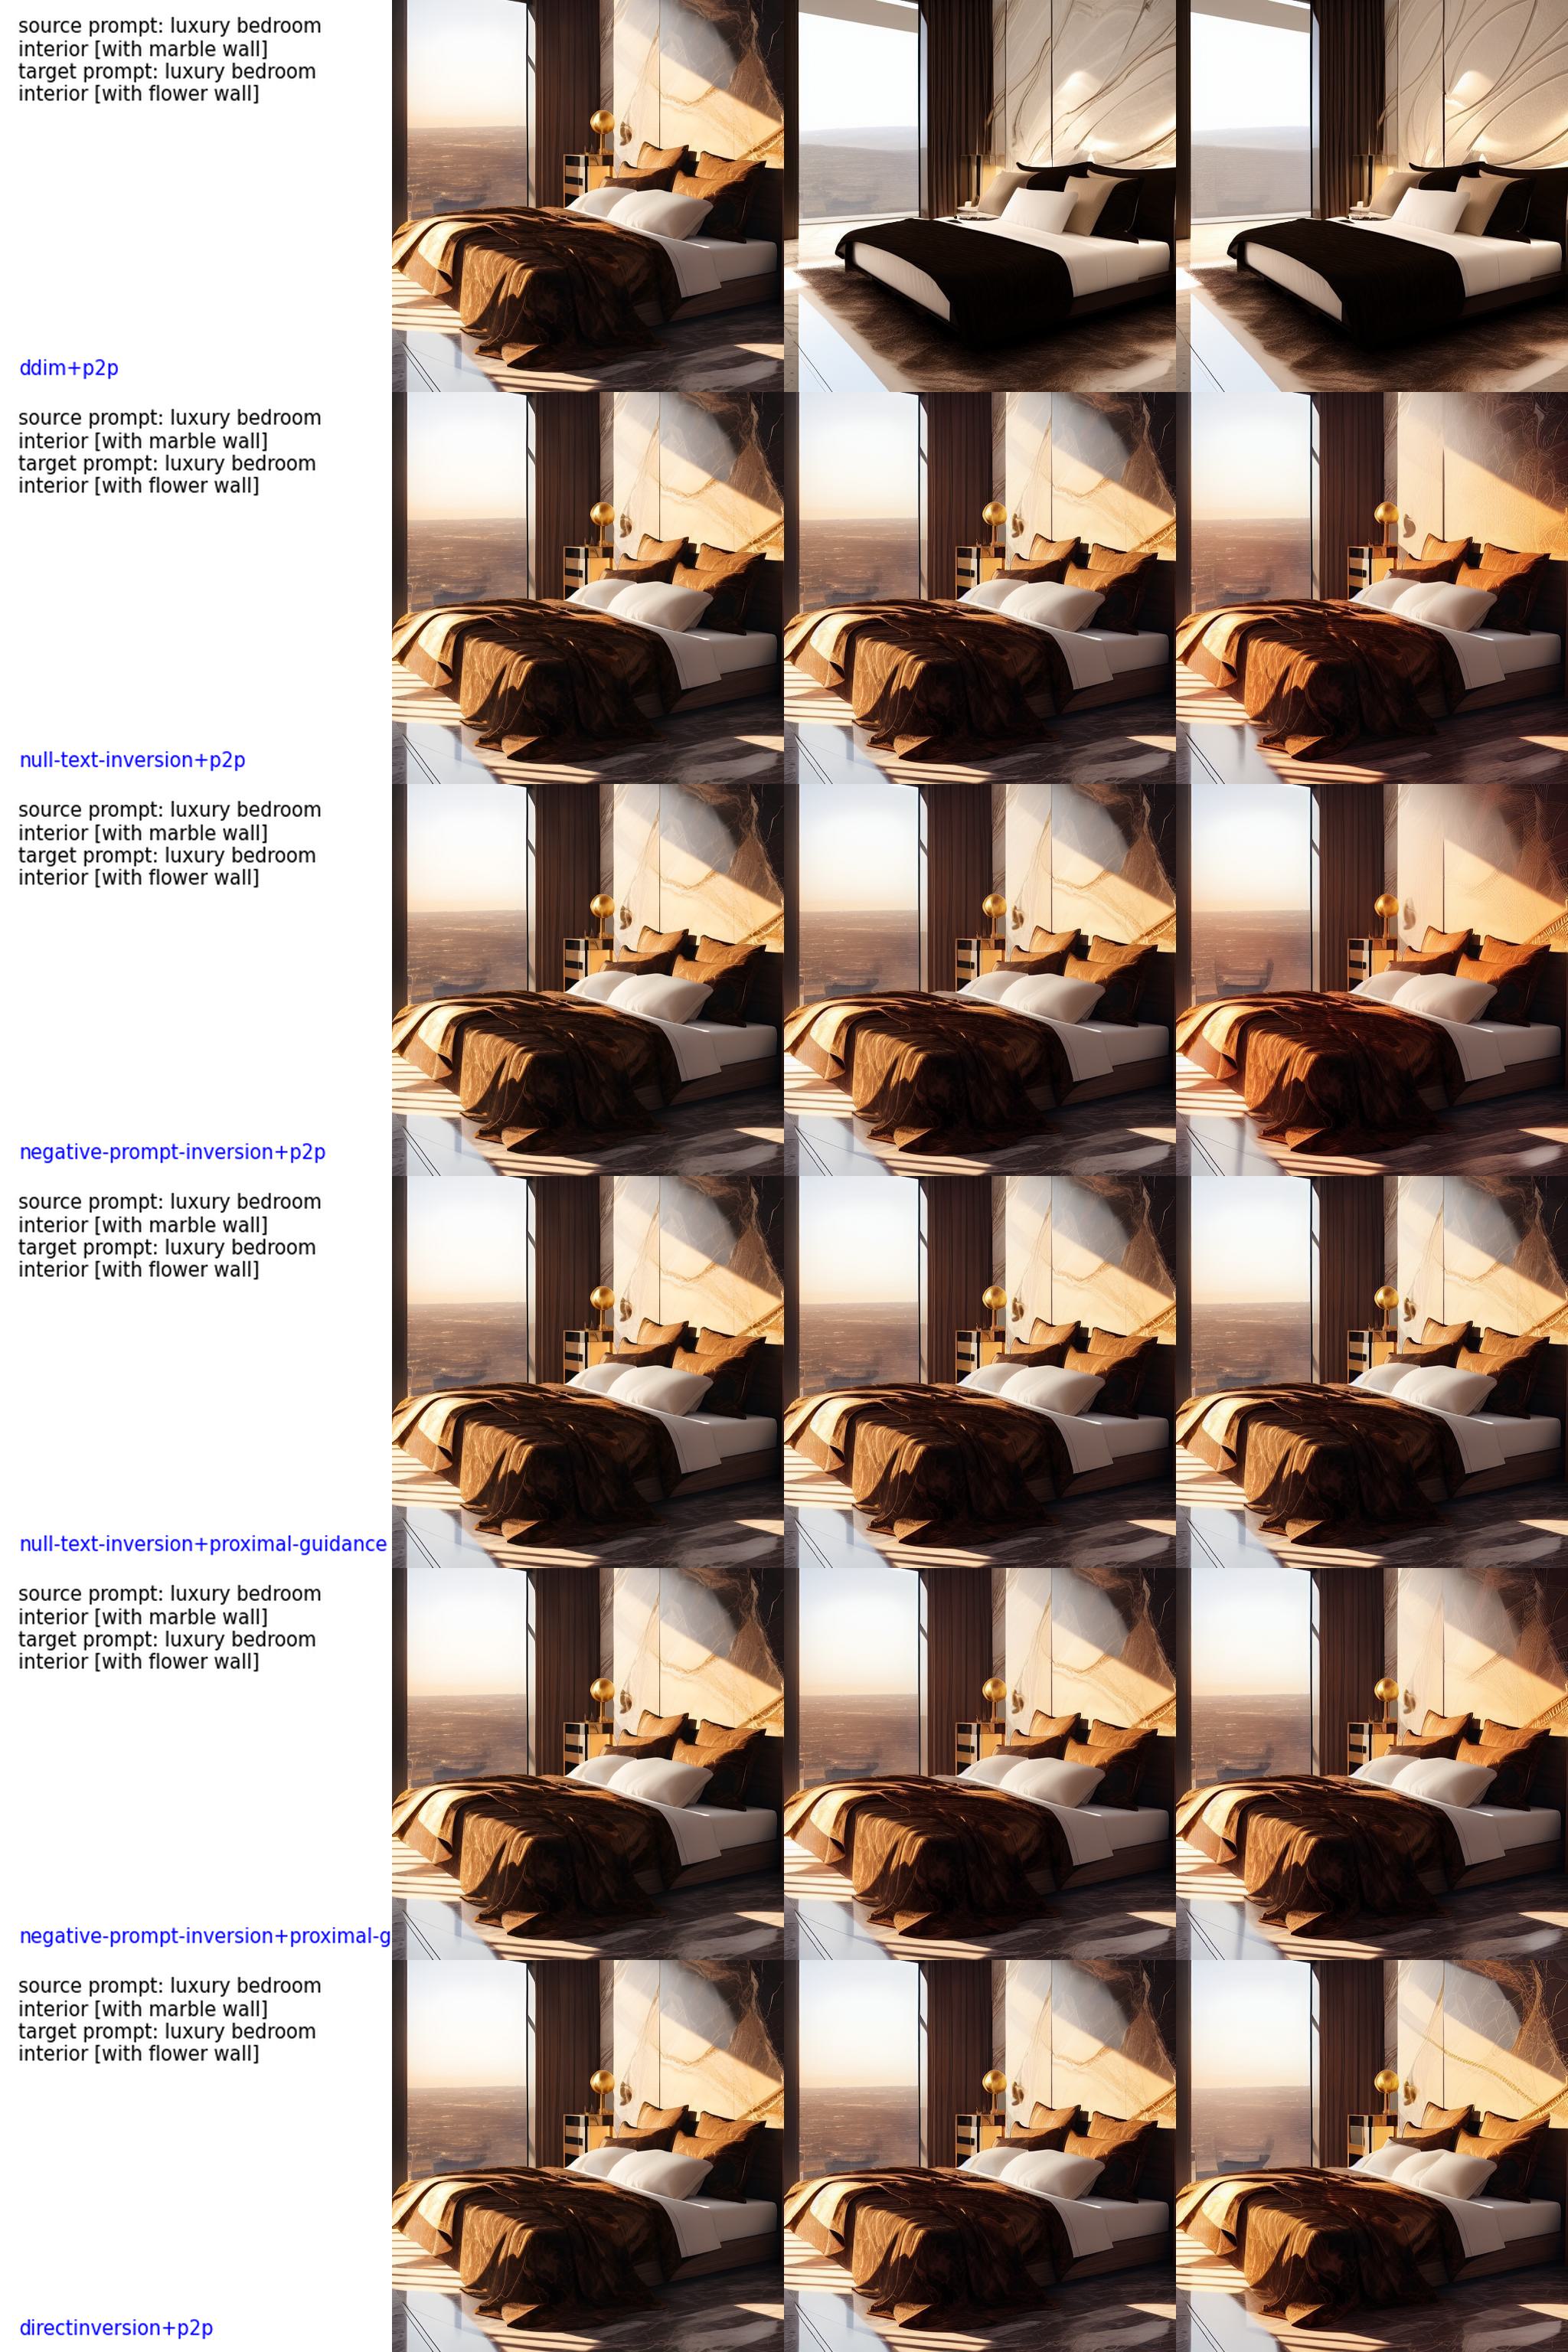 source prompt: luxury bedroom
interior [with marble wall]
target prompt: luxury bedroom
interior [with flower wall]
ddim+p2p
source prompt: luxury bedroom
interior [with marble wall]
target prompt: luxury bedroom
interior [with flower wall]
null-text-inversion+p2p
source prompt: luxury bedroom
interior [with marble wall]
target prompt: luxury bedroom
interior [with flower wall]
negative-prompt-inversion+p2p
source prompt: luxury bedroom
interior [with marble wall]
target prompt: luxury bedroom
interior [with flower wall]
null-text-inversion+proximal-guidance
source prompt: luxury bedroom
interior [with marble wall]
target prompt: luxury bedroom
interior [with flower wall]
negative-prompt-inversion+proximal-g
source prompt: luxury bedroom
interior [with marble wall]
target prompt: luxury bedroom
interior [with flower wall]
directinversion+p2p